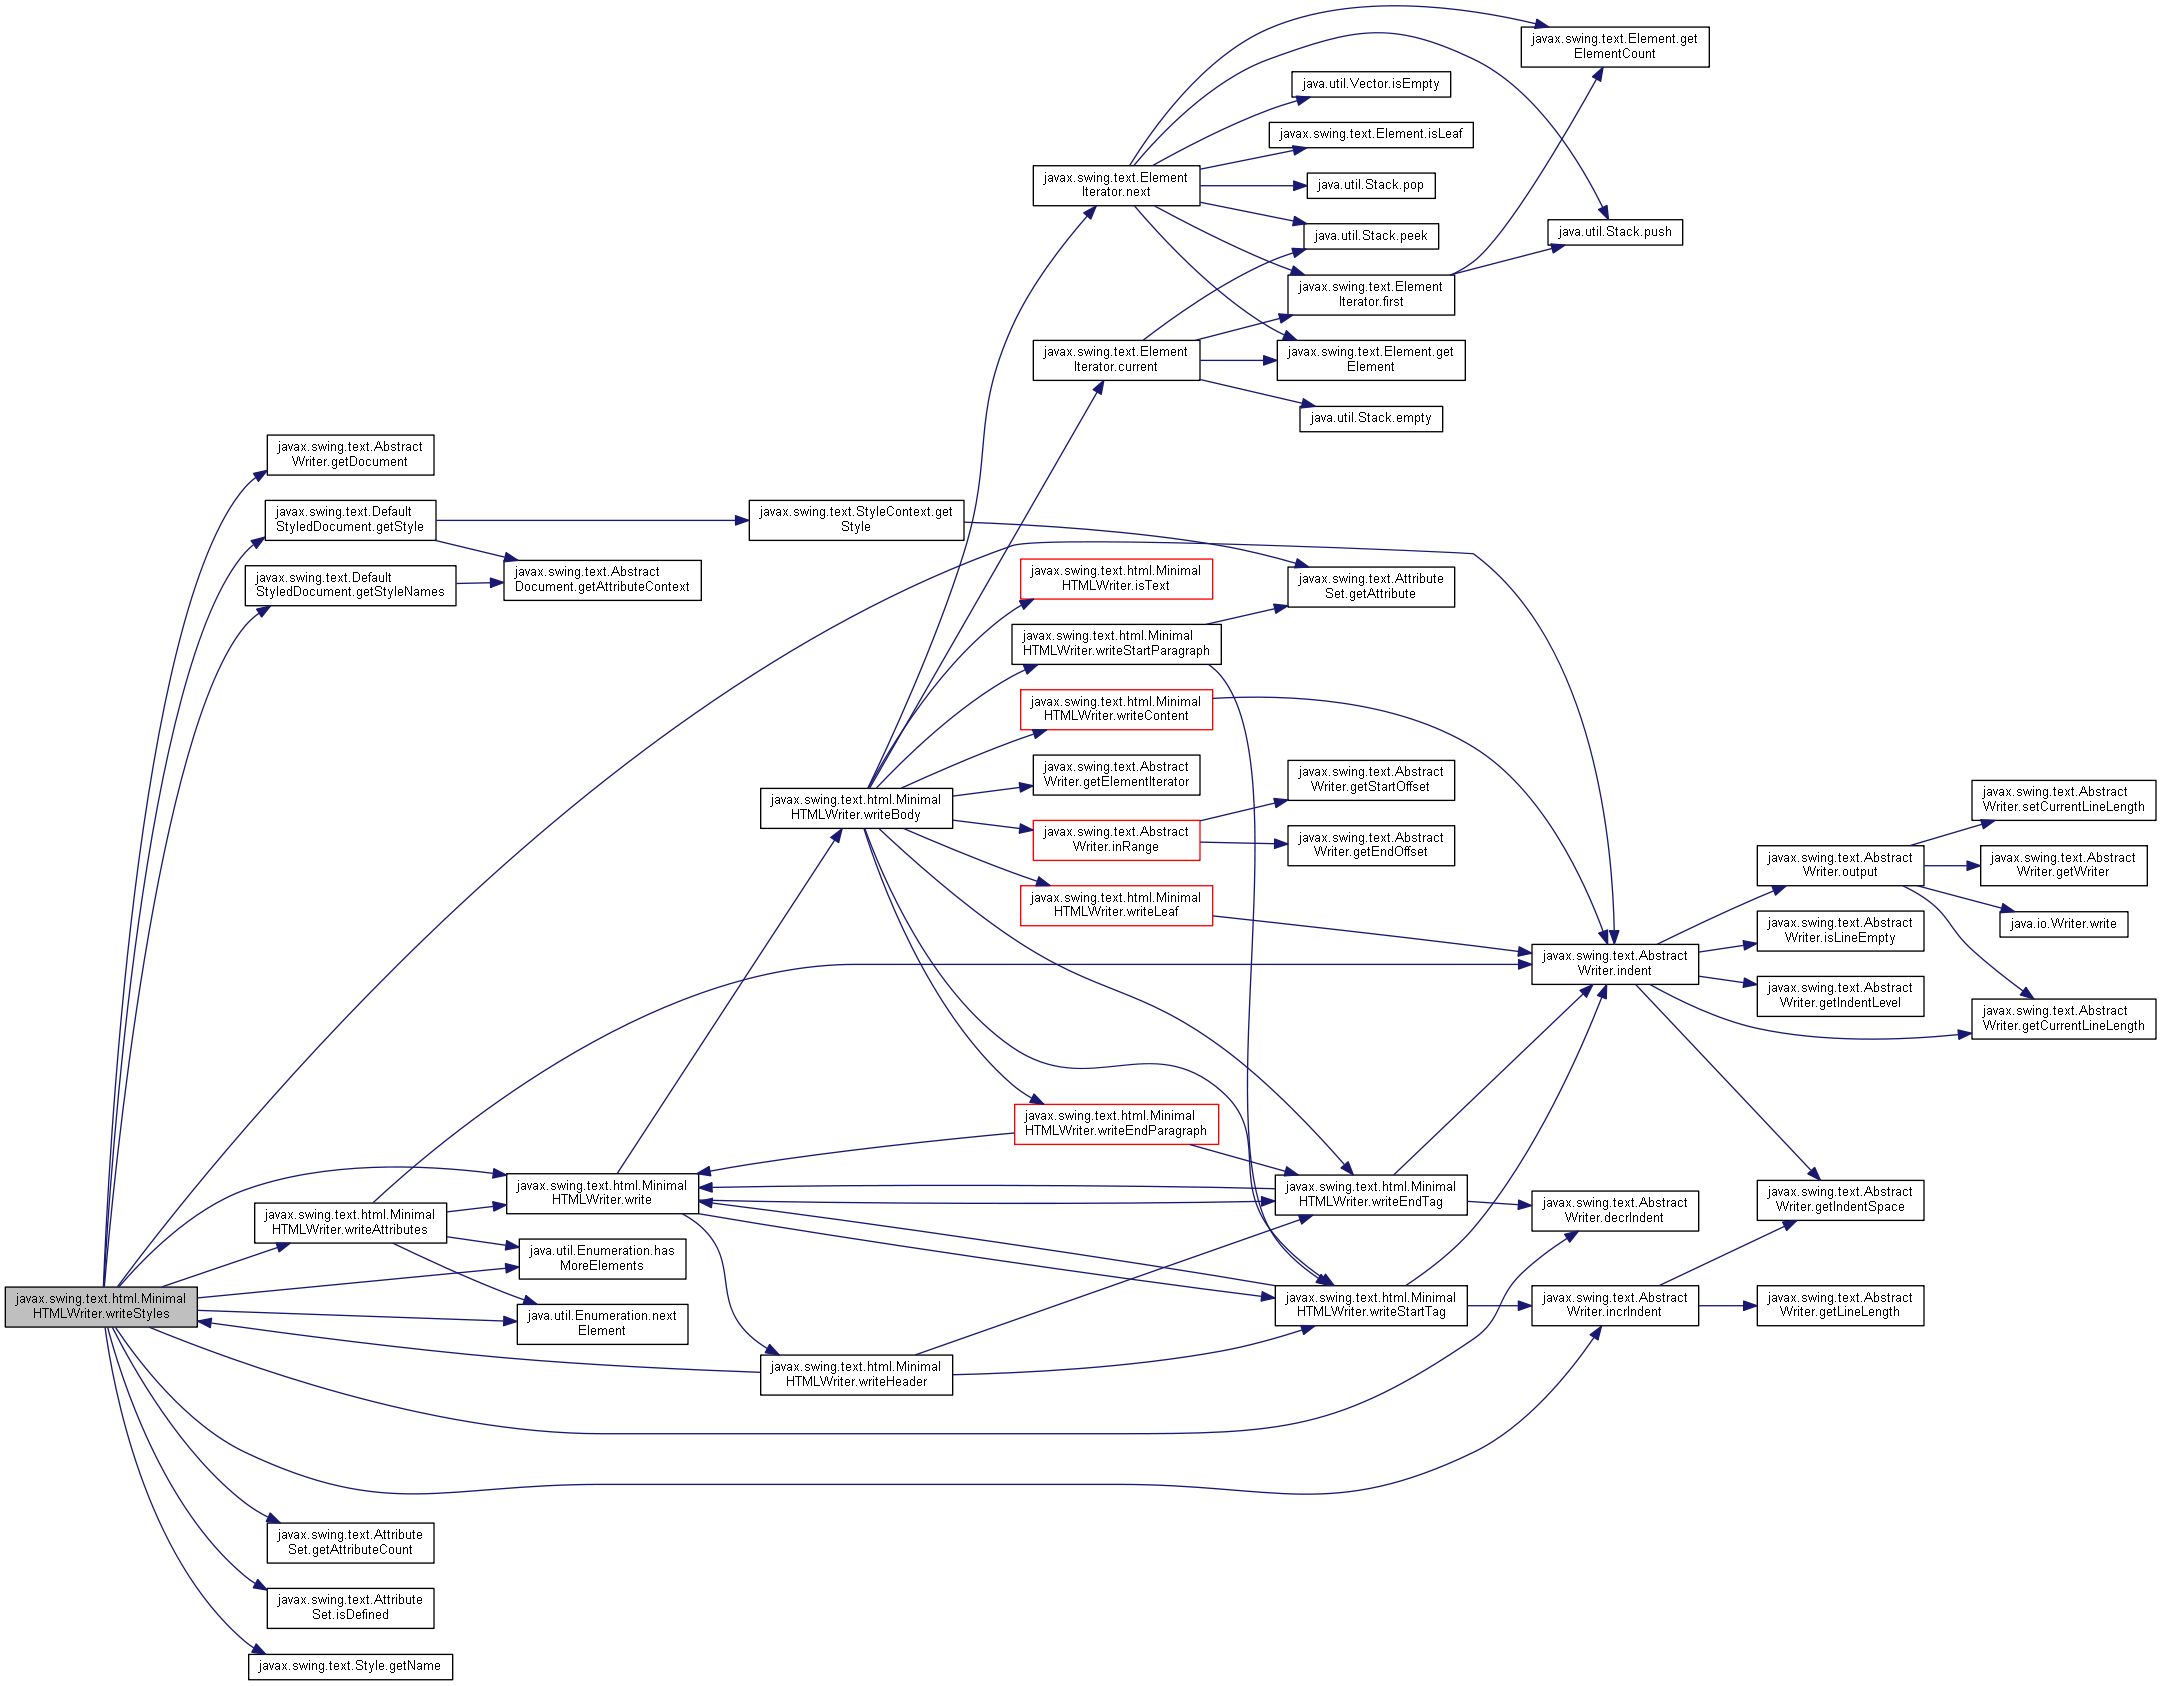 javax.swing.text.Element.get
ElementCount
java.util.Vector.isEmpty
javax.swing.text.Element.isLeaf
javax.swing.text.Element
Iterator.next
java.util.Stack.pop
java.util.Stack.peek
java.util.Stack.push
javax.swing.text.Element
Iterator.first
javax.swing.text.Element
Iterator.current
javax.swing.text.Element.get
Element
java.util.Stack.empty
javax.swing.text.Abstract
Writer.getDocument
javax.swing.text.Default
StyledDocument.getStyle
javax.swing.text.StyleContext.get
Style
javax.swing.text.Default
StyledDocument.getStyleNames
javax.swing.text.Abstract
Document.getAttributeContext
javax.swing.text.html.Minimal
HTMLWriter.isText
javax.swing.text.Attribute
Set.getAttribute
javax.swing.text.html.Minimal
HTMLWriter.writeStartParagraph
javax.swing.text.html.Minimal
HTMLWriter.writeContent
javax.swing.text.Abstract
Writer.getElementIterator
javax.swing.text.Abstract
Writer.getStartOffset
javax.swing.text.html.Minimal
HTMLWriter.writeBody
javax.swing.text.Abstract
Writer.inRange
javax.swing.text.Abstract
Writer.getEndOffset
javax.swing.text.html.Minimal
HTMLWriter.writeLeaf
javax.swing.text.Abstract
Writer.setCurrentLineLength
javax.swing.text.Abstract
Writer.output
javax.swing.text.Abstract
Writer.getWriter
java.io.Writer.write
javax.swing.text.Abstract
Writer.isLineEmpty
javax.swing.text.Abstract
Writer.indent
javax.swing.text.Abstract
Writer.getIndentLevel
javax.swing.text.Abstract
Writer.getCurrentLineLength
javax.swing.text.html.Minimal
HTMLWriter.writeEndParagraph
javax.swing.text.html.Minimal
HTMLWriter.write
javax.swing.text.html.Minimal
HTMLWriter.writeEndTag
javax.swing.text.Abstract
Writer.decrIndent
javax.swing.text.Abstract
Writer.getIndentSpace
javax.swing.text.html.Minimal
HTMLWriter.writeAttributes
java.util.Enumeration.has
MoreElements
javax.swing.text.html.Minimal
HTMLWriter.writeStyles
java.util.Enumeration.next
Element
javax.swing.text.html.Minimal
HTMLWriter.writeStartTag
javax.swing.text.Abstract
Writer.incrIndent
javax.swing.text.Abstract
Writer.getLineLength
javax.swing.text.html.Minimal
HTMLWriter.writeHeader
javax.swing.text.Attribute
Set.getAttributeCount
javax.swing.text.Attribute
Set.isDefined
javax.swing.text.Style.getName